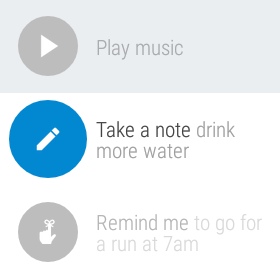 Play music
Take a note drink
more water
Remind me to go for
a run at 7am